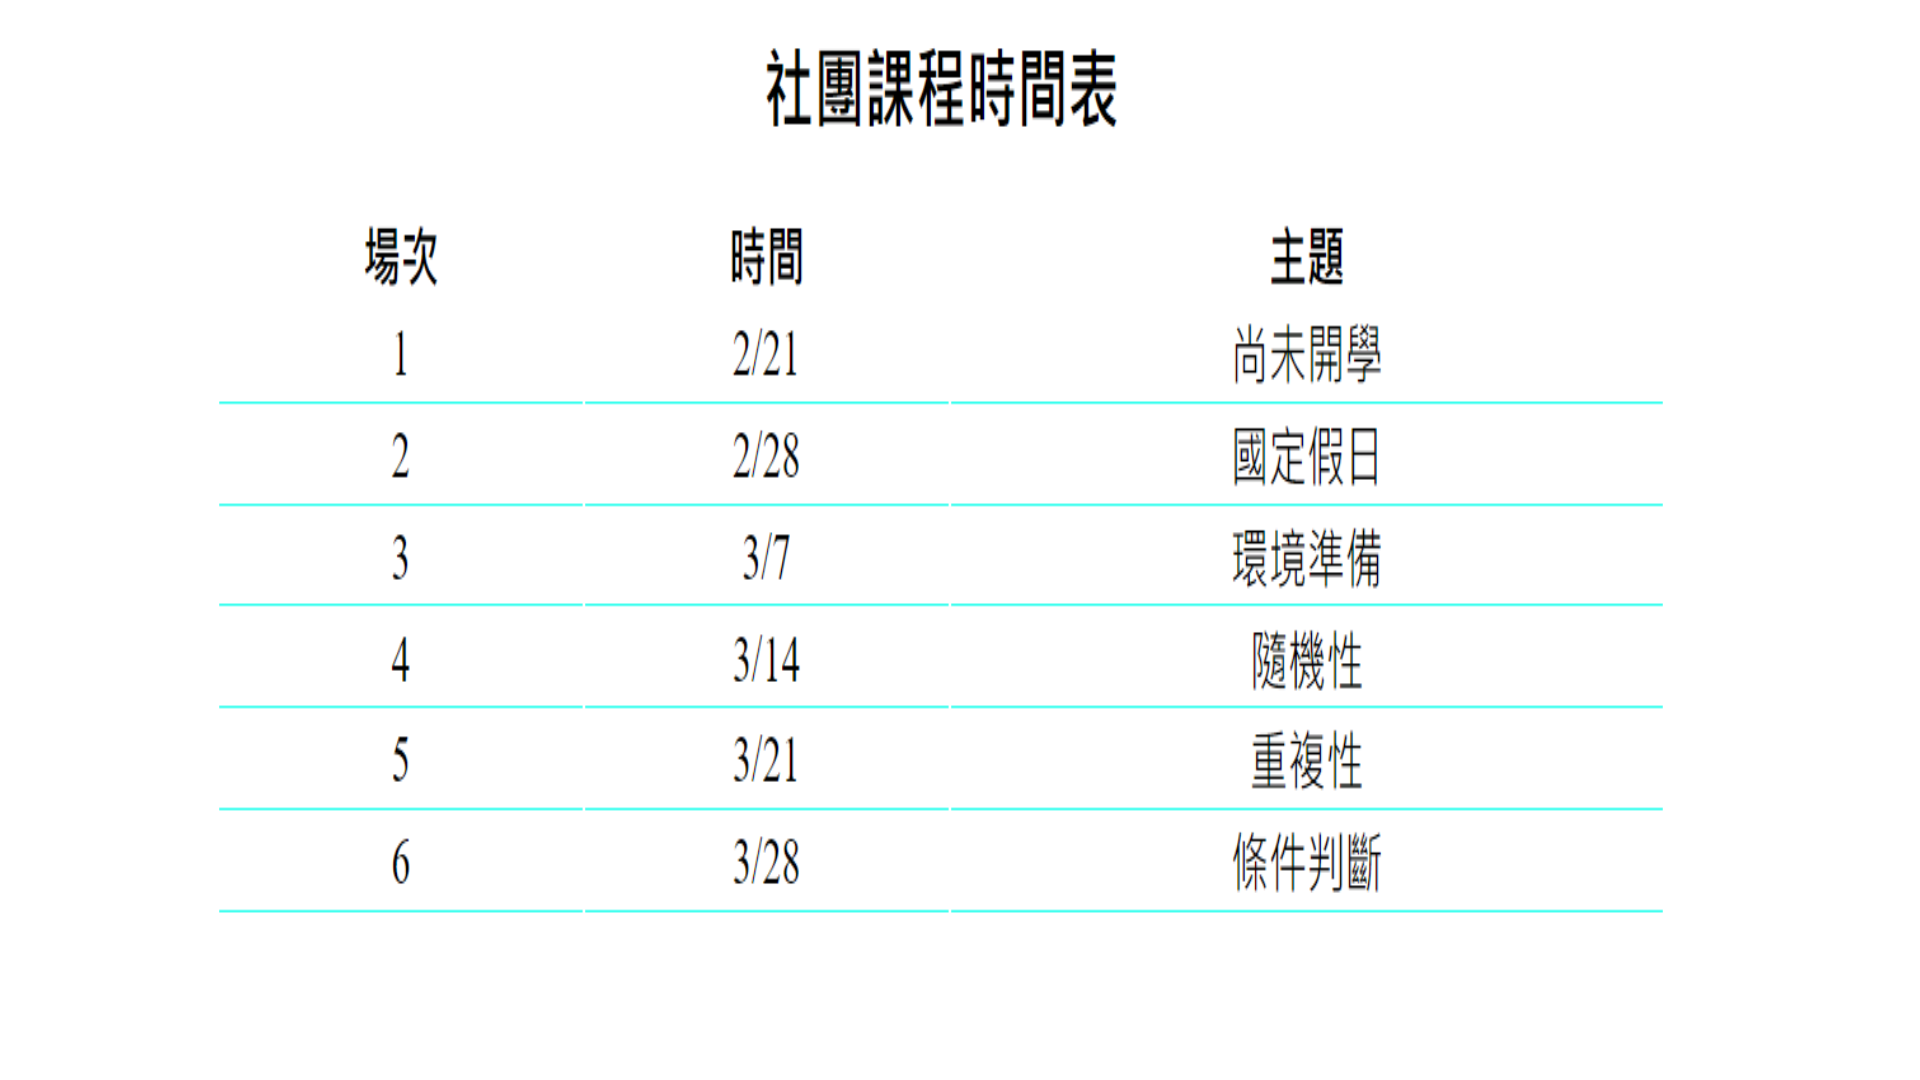 社團課程時間表
場次 時間 主題
1 2/21 尚未開學
2 2/28 國定假日
3 3/7 環境準備
4 3/14 隨機性
5 3/21 重複性
6 3/28 條件判斷